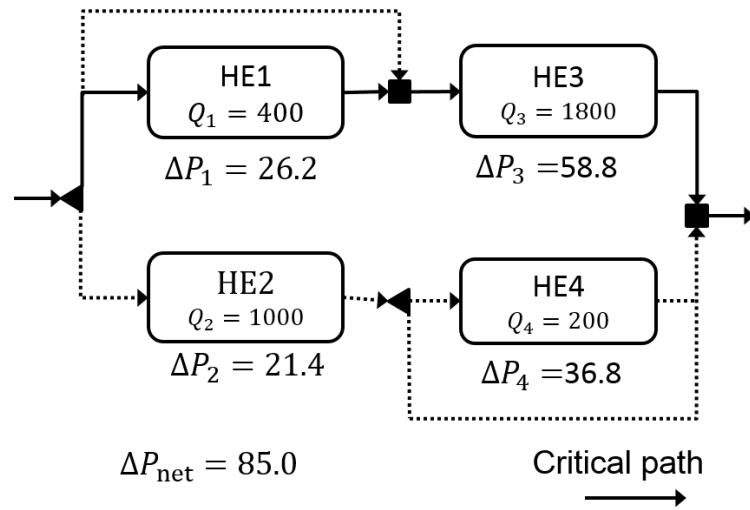 HE1
Q₁ = 400
ΔP₁ = 26.2
HE3
Q₃ = 1800
ΔP₃ =58.8
HE2
Q₂ = 1000
ΔP₂ = 21.4
HE4
Q₄ = 200
ΔP₄ =36.8
ΔPnet = 85.0
Critical path